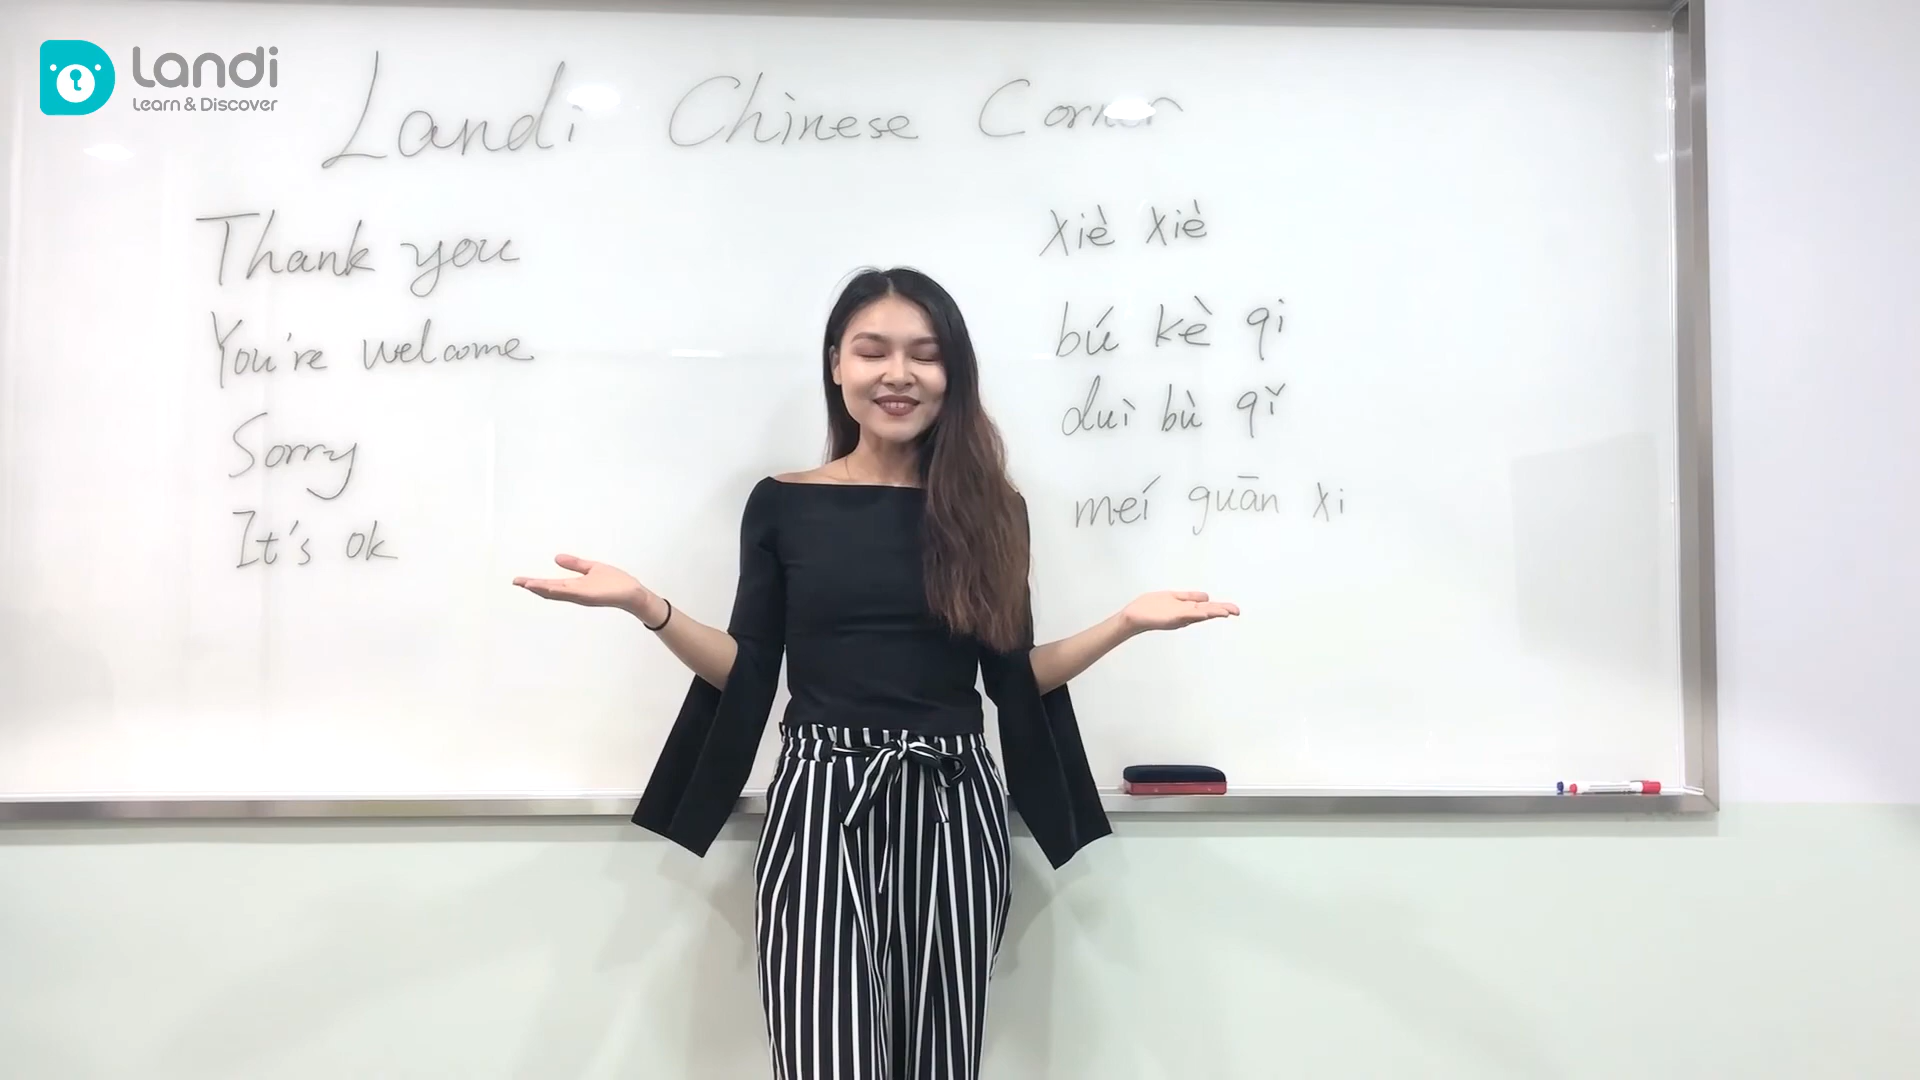 Landi
Learn & Discover
Landi Chinese Corner
Thank you
You're welcome
Sorry
It's ok
xiè xiè
bú kè qi
duì bù qǐ
meí guān xi